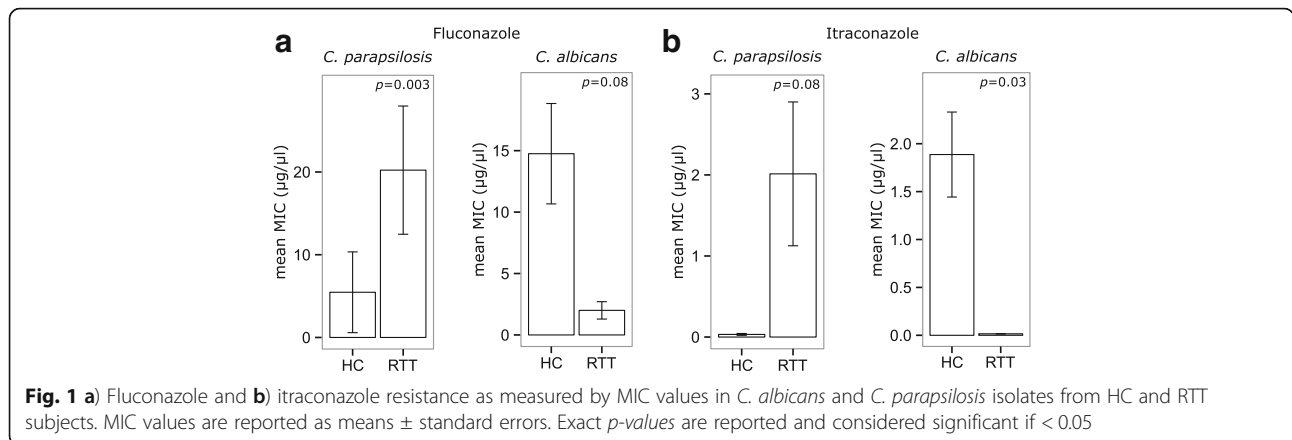 a
Fluconazole
C. parapsilosis
C. albicans
p=0.003
p=0.08
mean MIC (µg/µl)
20
10
0
HC RTT
mean MIC (µg/µl)
15
10
5
0
HC RTT
b
Itraconazole
C. parapsilosis
C. albicans
p=0.08
p=0.03
mean MIC (µg/µl)
3
2
1
0
HC RTT
mean MIC (µg/µl)
2.0
1.5
1.0
0.5
0.0
HC RTT
Fig. 1 a) Fluconazole and b) itraconazole resistance as measured by MIC values in C. albicans and C. parapsilosis isolates from HC and RTT
subjects. MIC values are reported as means ± standard errors. Exact p-values are reported and considered significant if < 0.05